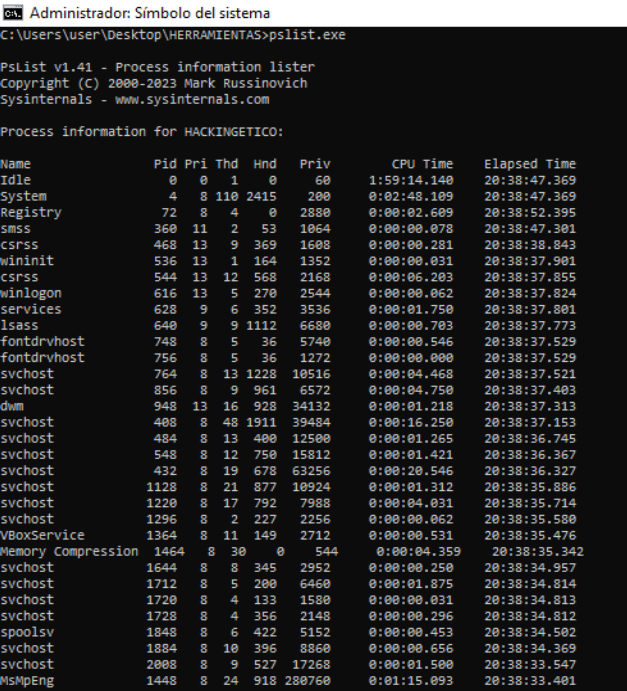 Administrador: Símbolo del sistema
C:\Users\user\Desktop\HERRAMIENTAS>pslist.exe
PsList v1.41 - Process information lister
Copyright (C) 2000-2023 Mark Russinovich
Sysinternals - www.sysinternals.com
Process information for HACKINGETICO:
Name Pid Pri Thd Hnd Priv CPU Time Elapsed Time
Idle 0 0 1 0 60 1:59:14.140 20:38:47.369
System 4 8 110 2415 200 0:02:48.109 20:38:47.369
Registry 72 8 4 0 2880 0:00:02.609 20:38:52.395
smss 360 11 2 53 1064 0:00:00.078 20:38:47.301
csrss 468 13 9 369 1608 0:00:00.281 20:38:38.843
wininit 536 13 1 164 1352 0:00:00.031 20:38:37.901
csrss 544 13 12 568 2168 0:00:06.203 20:38:37.855
winlogon 616 13 5 270 2544 0:00:00.062 20:38:37.824
services 628 9 6 352 3536 0:00:01.750 20:38:37.801
lsass 640 9 9 1112 6680 0:00:00.703 20:38:37.773
fontdrvhost 748 8 5 36 5740 0:00:00.546 20:38:37.529
fontdrvhost 756 8 5 36 1272 0:00:00.000 20:38:37.529
svchost 764 8 13 1228 10516 0:00:04.468 20:38:37.521
svchost 856 8 9 961 6572 0:00:04.750 20:38:37.403
dwm 948 13 16 928 34132 0:00:01.218 20:38:37.313
svchost 408 8 48 1911 39484 0:00:16.250 20:38:37.153
svchost 484 8 13 400 12500 0:00:01.265 20:38:36.745
svchost 548 8 12 750 15812 0:00:01.421 20:38:36.367
svchost 432 8 19 678 63256 0:00:20.546 20:38:36.327
svchost 1128 8 21 877 10924 0:00:01.312 20:38:35.886
svchost 1220 8 17 792 7988 0:00:04.031 20:38:35.714
svchost 1296 8 2 227 2256 0:00:00.062 20:38:35.580
VBoxService 1364 8 11 149 2712 0:00:00.531 20:38:35.476
Memory Compression 1464 8 30 0 544 0:00:04.359 20:38:35.342
svchost 1644 8 8 345 2952 0:00:00.250 20:38:34.957
svchost 1712 8 5 200 6460 0:00:01.875 20:38:34.814
svchost 1720 8 4 133 1580 0:00:00.031 20:38:34.813
svchost 1728 8 4 356 2148 0:00:00.296 20:38:34.812
spoolsv 1848 8 6 422 5152 0:00:00.453 20:38:34.502
svchost 1884 8 10 396 8860 0:00:00.656 20:38:34.369
svchost 2008 8 9 527 17268 0:00:01.500 20:38:33.547
MsMpEng 1448 8 24 918 280760 0:01:15.093 20:38:33.401